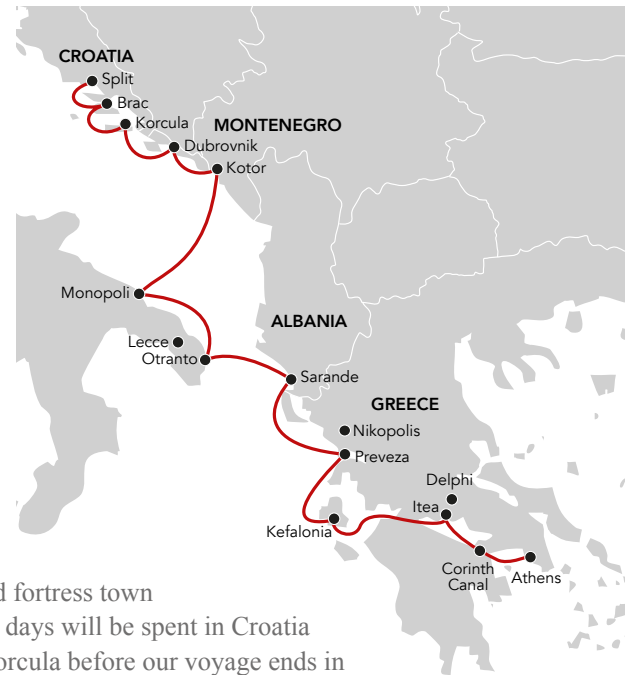 CROATIA
Split
Brac
Korcula
MONTENEGRO
Dubrovnik
Kotor
Monopoli
ALBANIA
Lecce
Otranto
Sarande
GREECE
Nikopolis
Preveza
Delphi
Itea
Kefalonia
Corinth
Canal
Athens
fortress town
days will be spent in Croatia
before our voyage ends in